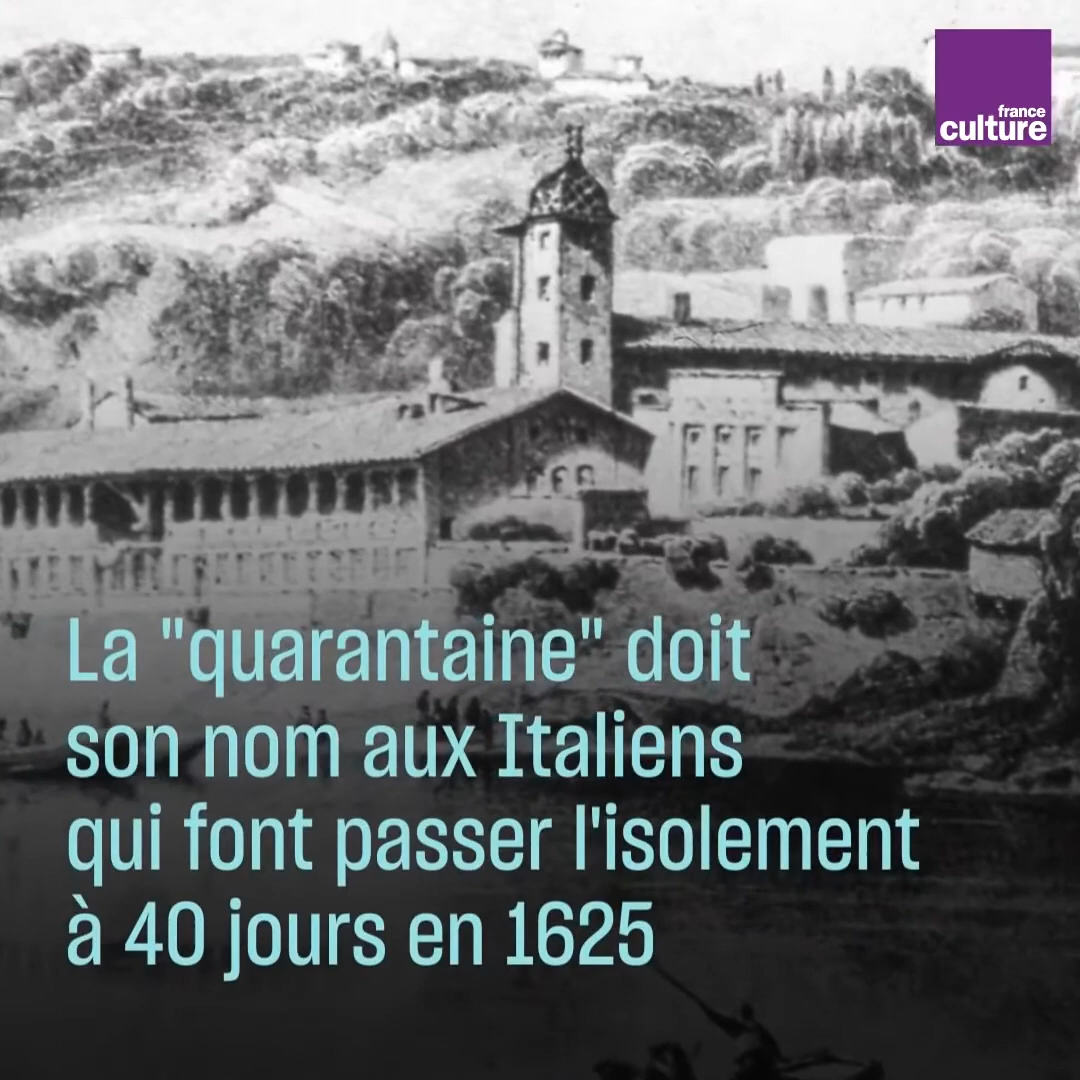 france
culture
La "quarantaine" doit
son nom aux Italiens
qui font passer l'isolement
à 40 jours en 1625